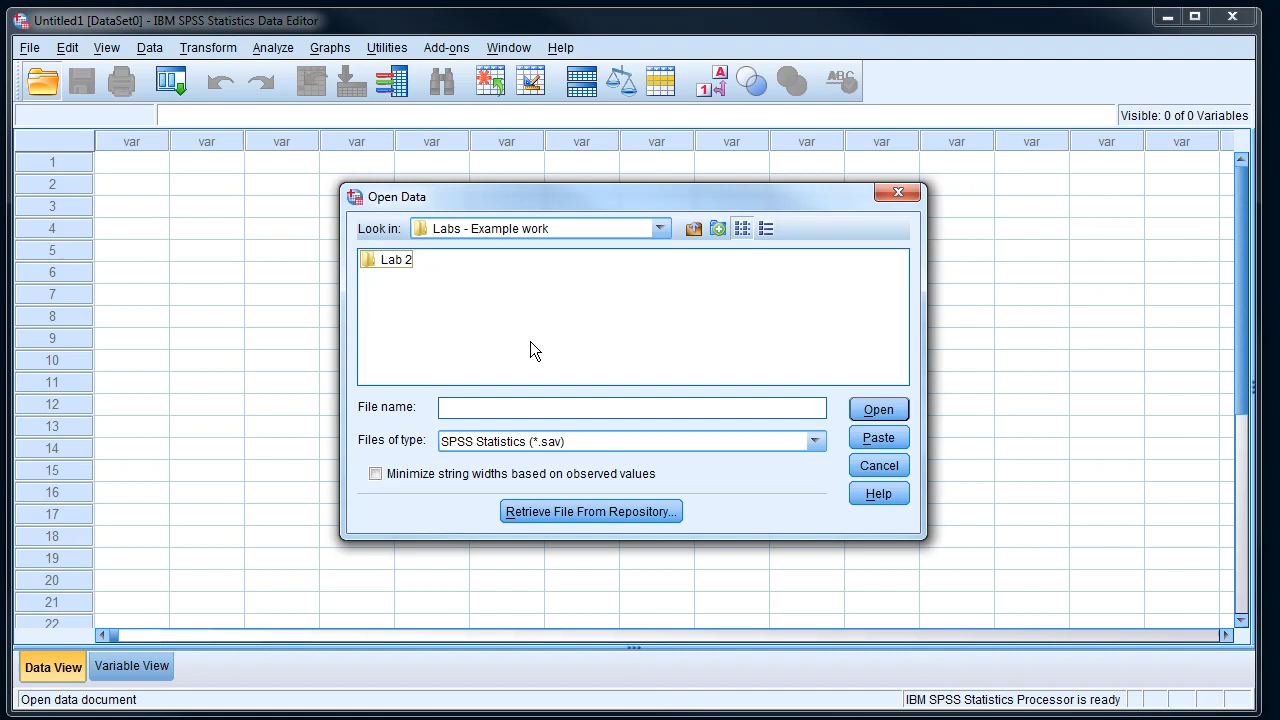 Untitled1 [DataSet0] - IBM SPSS Statistics Data Editor
File Edit View Data Transform Analyze Graphs Utilities Add-ons Window Help
1 A ABC
Visible: 0 of 0 Variables
var var var var var var var var var var var var var var var
1
2
3
4
5
6
7
8
9
10
11
12
13
14
15
16
17
18
19
20
21
22
Open Data
Look in: Labs - Example work
Lab 2
File name:
Open
Files of type: SPSS Statistics (*.sav)
Paste
Cancel
Minimize string widths based on observed values
Help
Retrieve File From Repository...
Data View Variable View
Open data document
IBM SPSS Statistics Processor is ready